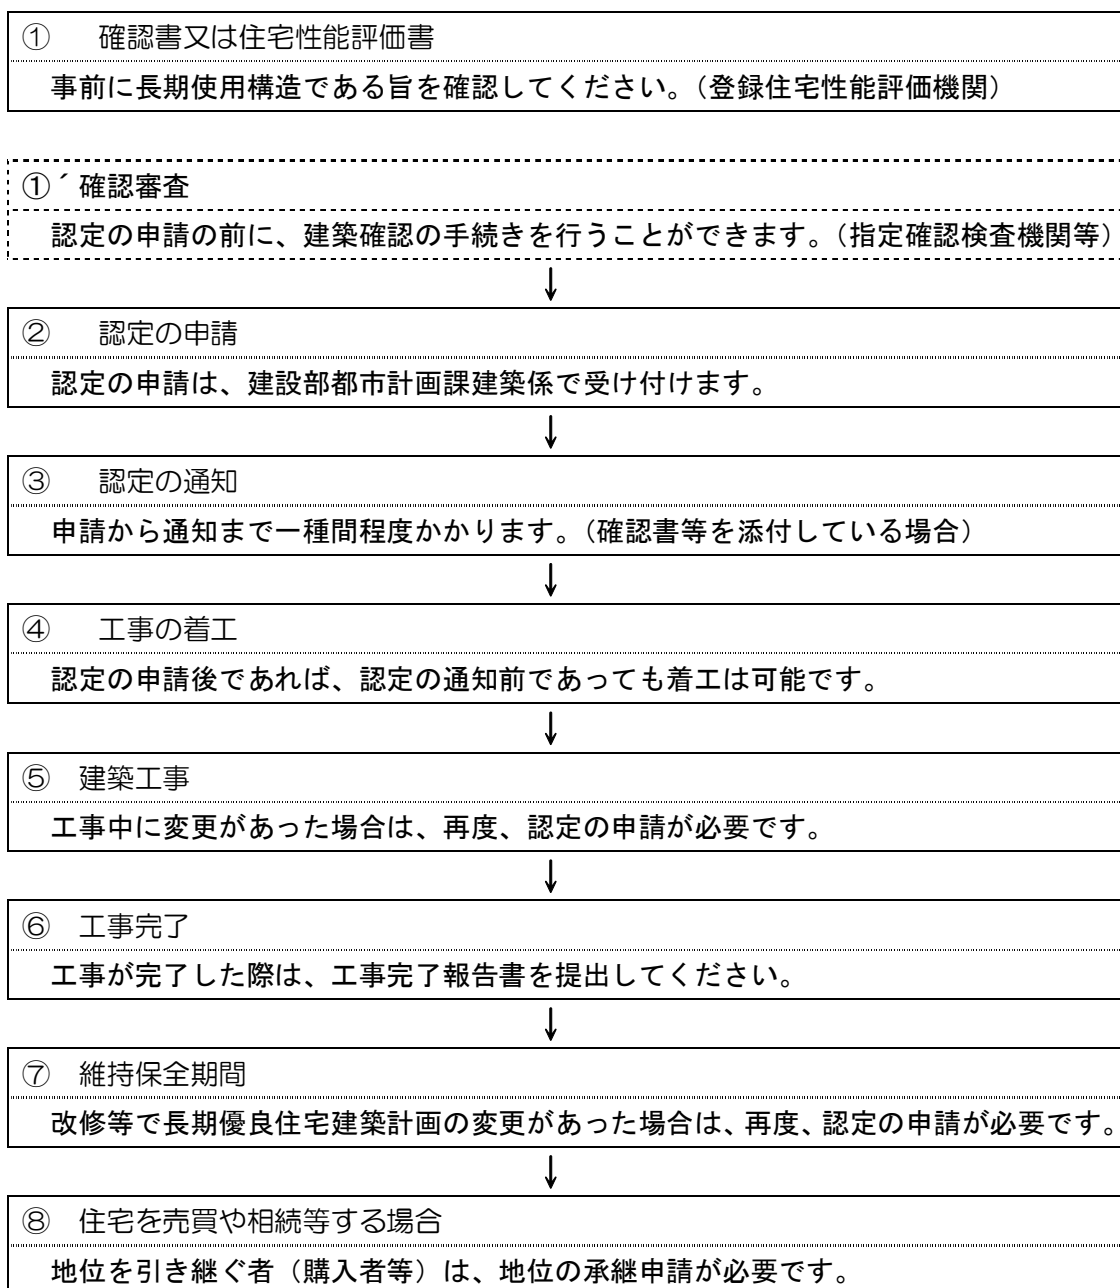 ① 確認書又は住宅性能評価書
事前に長期使用構造である旨を確認してください。（登録住宅性能評価機関）
①´確認審査
認定の申請の前に、建築確認の手続きを行うことができます。（指定確認検査機関等）
↓
② 認定の申請
認定の申請は、建設部都市計画課建築係で受け付けます。
↓
③ 認定の通知
申請から通知まで一種間程度かかります。（確認書等を添付している場合）
↓
④ 工事の着工
認定の申請後であれば、認定の通知前であっても着工は可能です。
↓
⑤ 建築工事
工事中に変更があった場合は、再度、認定の申請が必要です。
↓
⑥ 工事完了
工事が完了した際は、工事完了報告書を提出してください。
↓
⑦ 維持保全期間
改修等で長期優良住宅建築計画の変更があった場合は、再度、認定の申請が必要です。
↓
⑧ 住宅を売買や相続等する場合
地位を引き継ぐ者（購入者等）は、地位の承継申請が必要です。